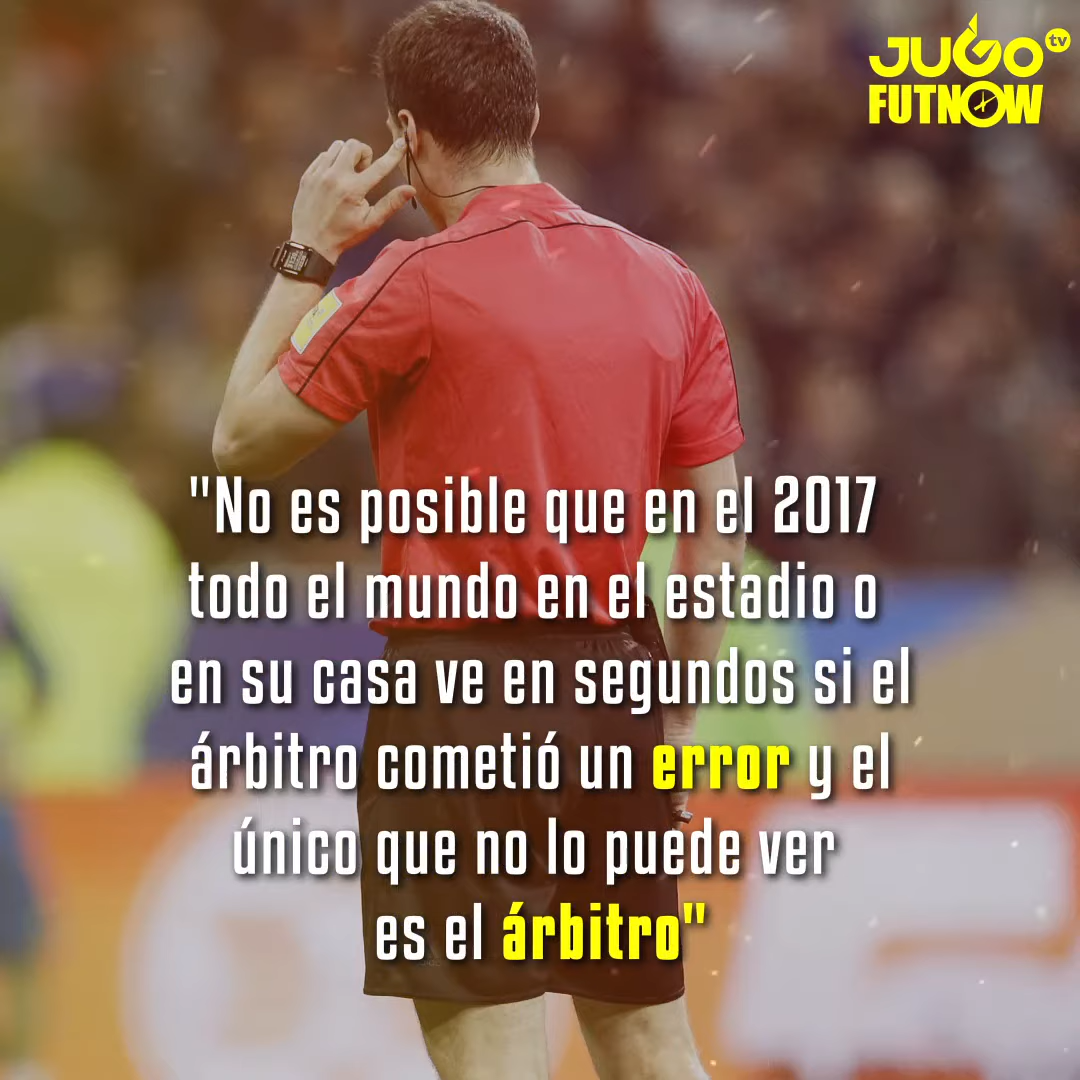 JUGO tv
FUTNOW
"No es posible que en el 2017
todo el mundo en el estadio o
en su casa ve en segundos si el
árbitro cometió un error y el
único que no lo puede ver
es el árbitro"